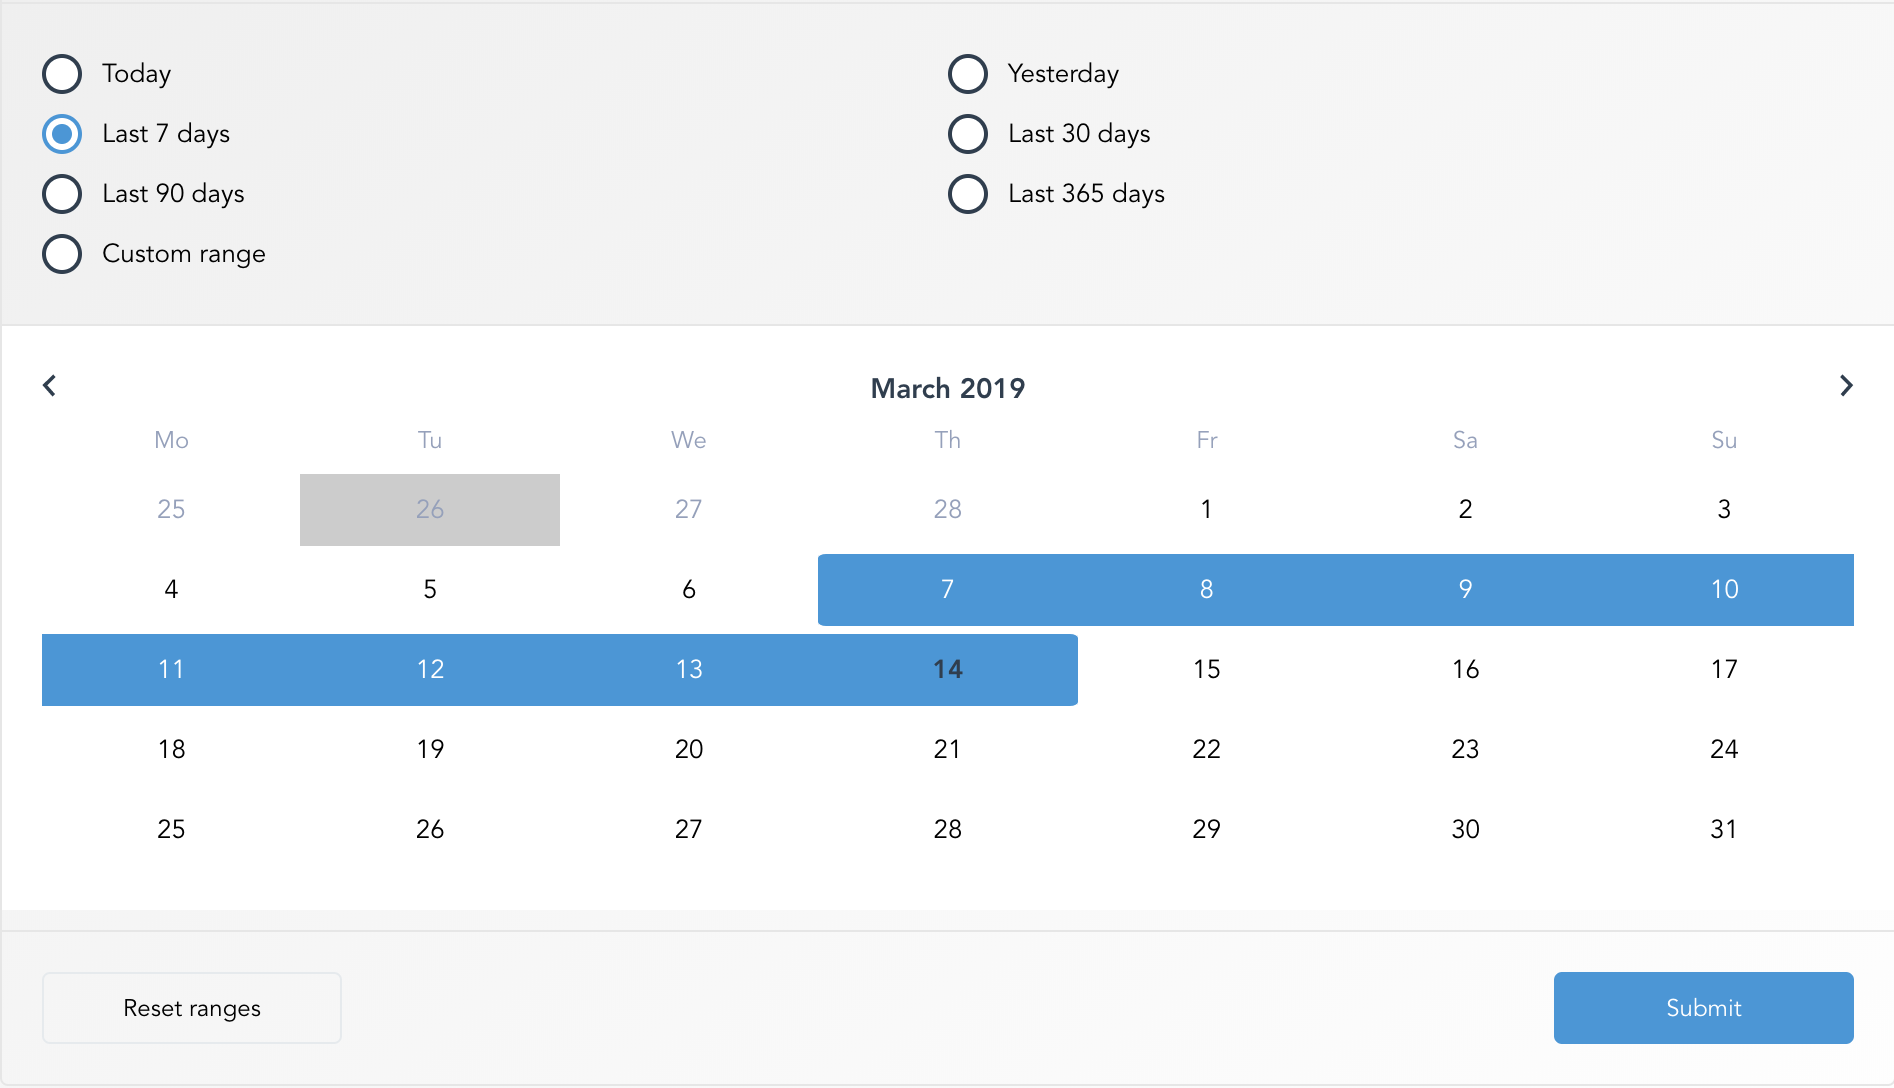 Today Yesterday
Last 7 days Last 30 days
Last 90 days Last 365 days
Custom range
March 2019
Mo Tu We Th Fr Sa Su
25 26 27 28 1 2 3
4 5 6 7 8 9 10
11 12 13 14 15 16 17
18 19 20 21 22 23 24
25 26 27 28 29 30 31
Reset ranges Submit